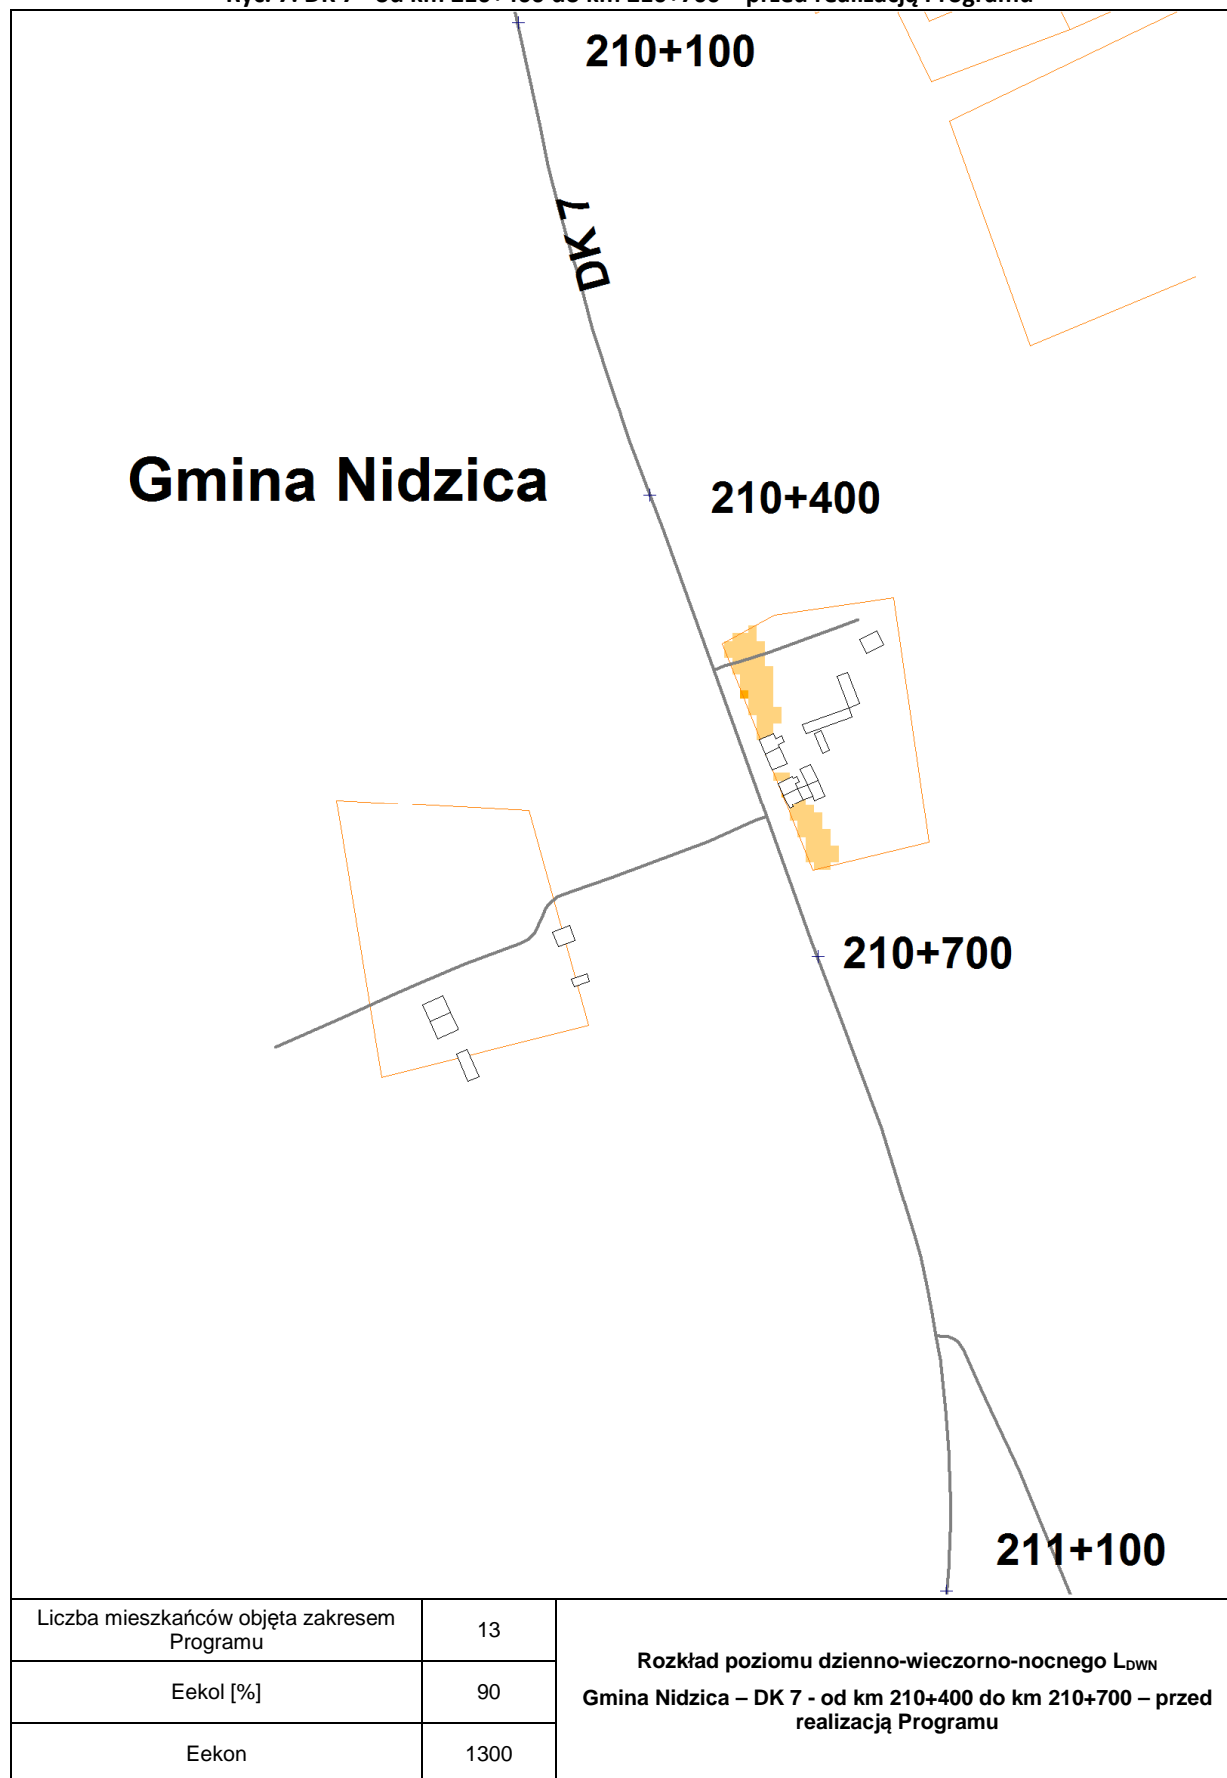 210+100
DK 7
Gmina Nidzica
210+400
210+700
211+100
Liczba mieszkańców objęta zakresem
Programu
13
Eekol [%]
90
Eekon
1300
Rozkład poziomu dzienno-wieczorno-nocnego LDWN
Gmina Nidzica – DK 7 - od km 210+400 do km 210+700 – przed
realizacją Programu